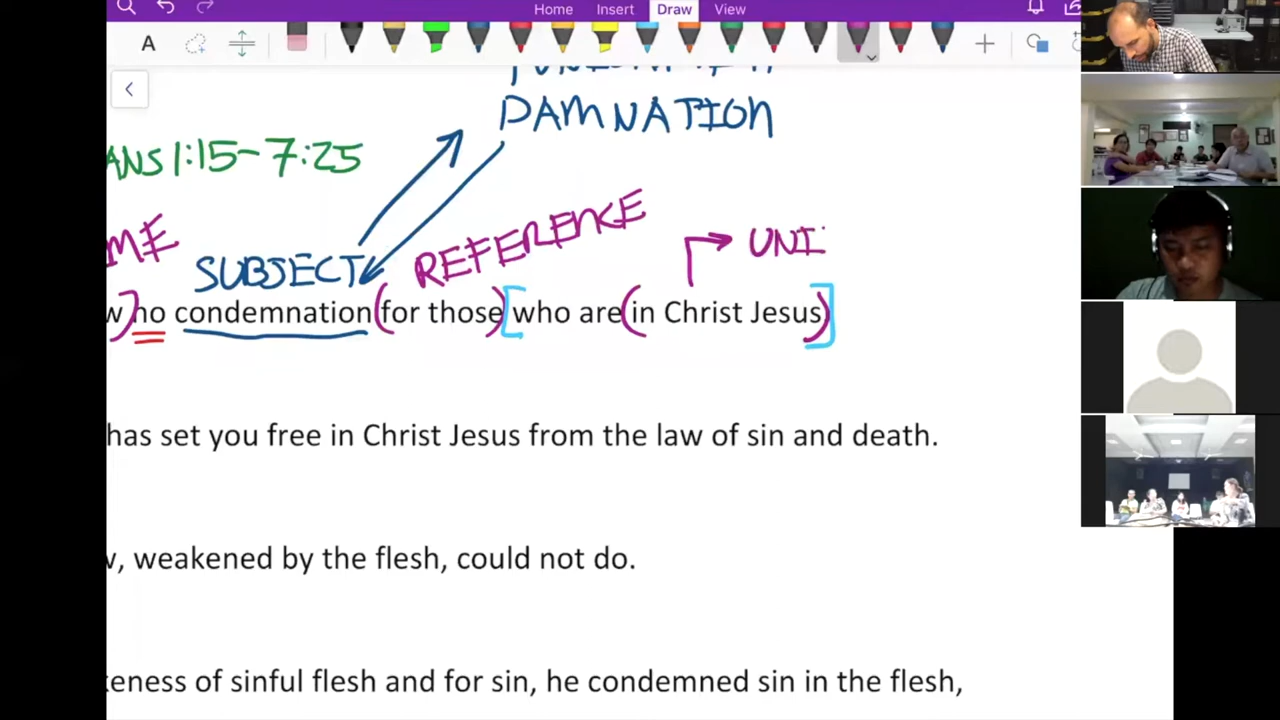 Home Insert Draw View
A
DAMNATION
ANS 1:15-7:25
ME SUBJECT REFERENCE UNI
w) no condemnation (for those) [who are (in Christ Jesus)]
has set you free in Christ Jesus from the law of sin and death.
v, weakened by the flesh, could not do.
keness of sinful flesh and for sin, he condemned sin in the flesh,